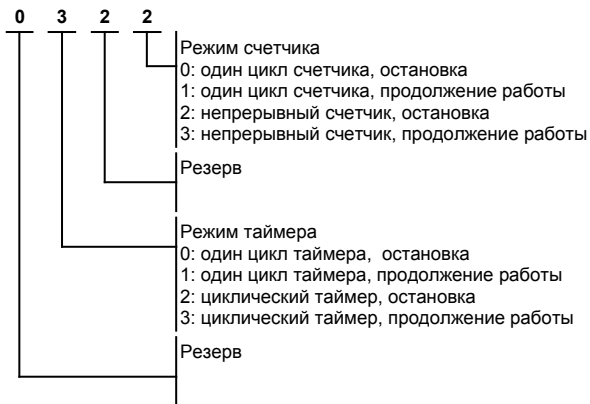 0 3 2 2
Режим счетчика
0: один цикл счетчика, остановка
1: один цикл счетчика, продолжение работы
2: непрерывный счетчик, остановка
3: непрерывный счетчик, продолжение работы
Резерв
Режим таймера
0: один цикл таймера, остановка
1: один цикл таймера, продолжение работы
2: циклический таймер, остановка
3: циклический таймер, продолжение работы
Резерв